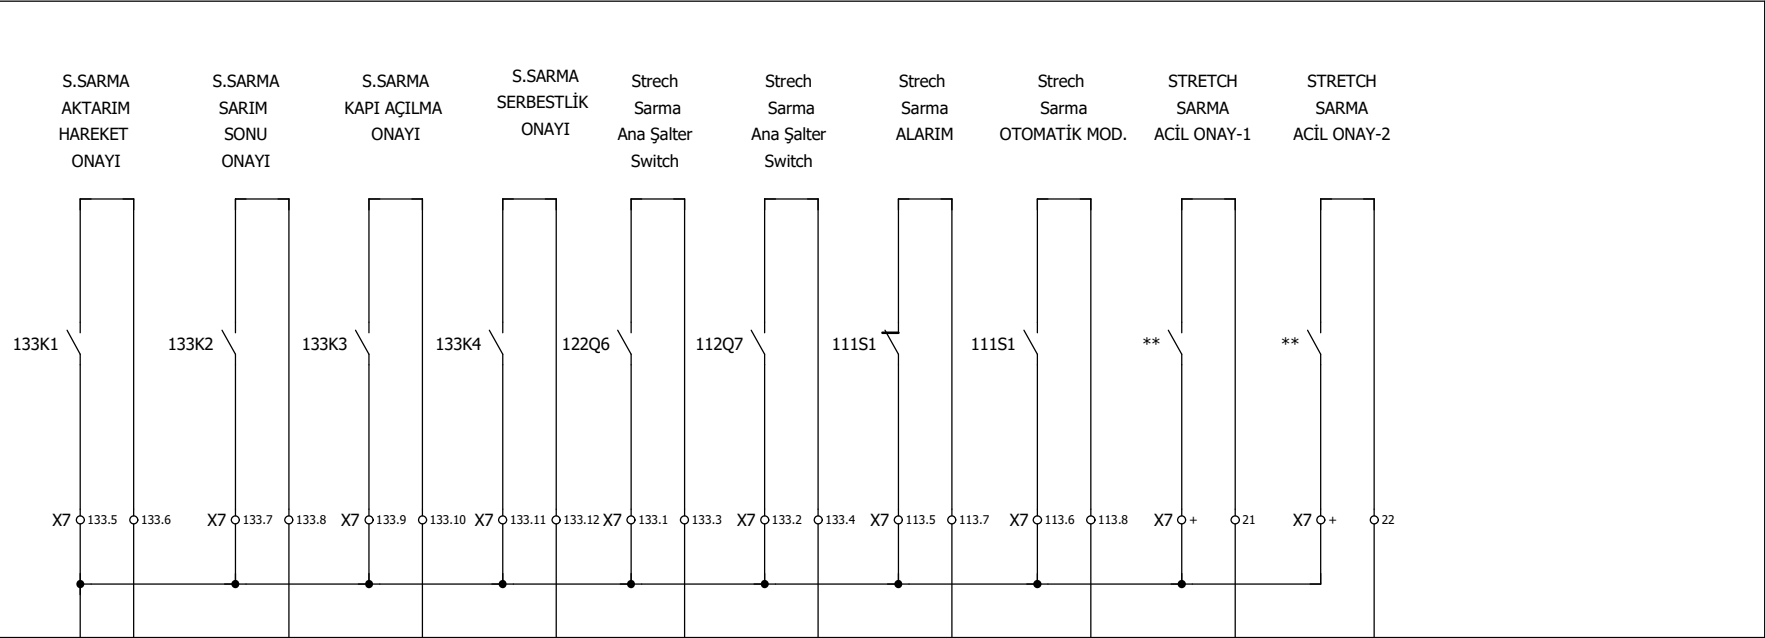 S.SARMA
AKTARIM
HAREKET
ONAYI
S.SARMA
SARIM
SONU
ONAYI
S.SARMA
KAPI AÇILMA
ONAYI
S.SARMA
SERBESTLİK
ONAYI
Strech
Sarma
Ana Şalter
Switch
Strech
Sarma
Ana Şalter
Switch
Strech
Sarma
ALARIM
Strech
Sarma
OTOMATİK MOD.
STRETCH
SARMA
ACİL ONAY-1
STRETCH
SARMA
ACİL ONAY-2
133K1
133K2
133K3
133K4
122Q6
112Q7
111S1
111S1
**
**
X7 133.5 133.6
X7 133.7 133.8
X7 133.9 133.10
X7 133.11 133.12
X7 133.1 133.3
X7 133.2 133.4
X7 113.5 113.7
X7 113.6 113.8
X7 + 21
X7 + 22